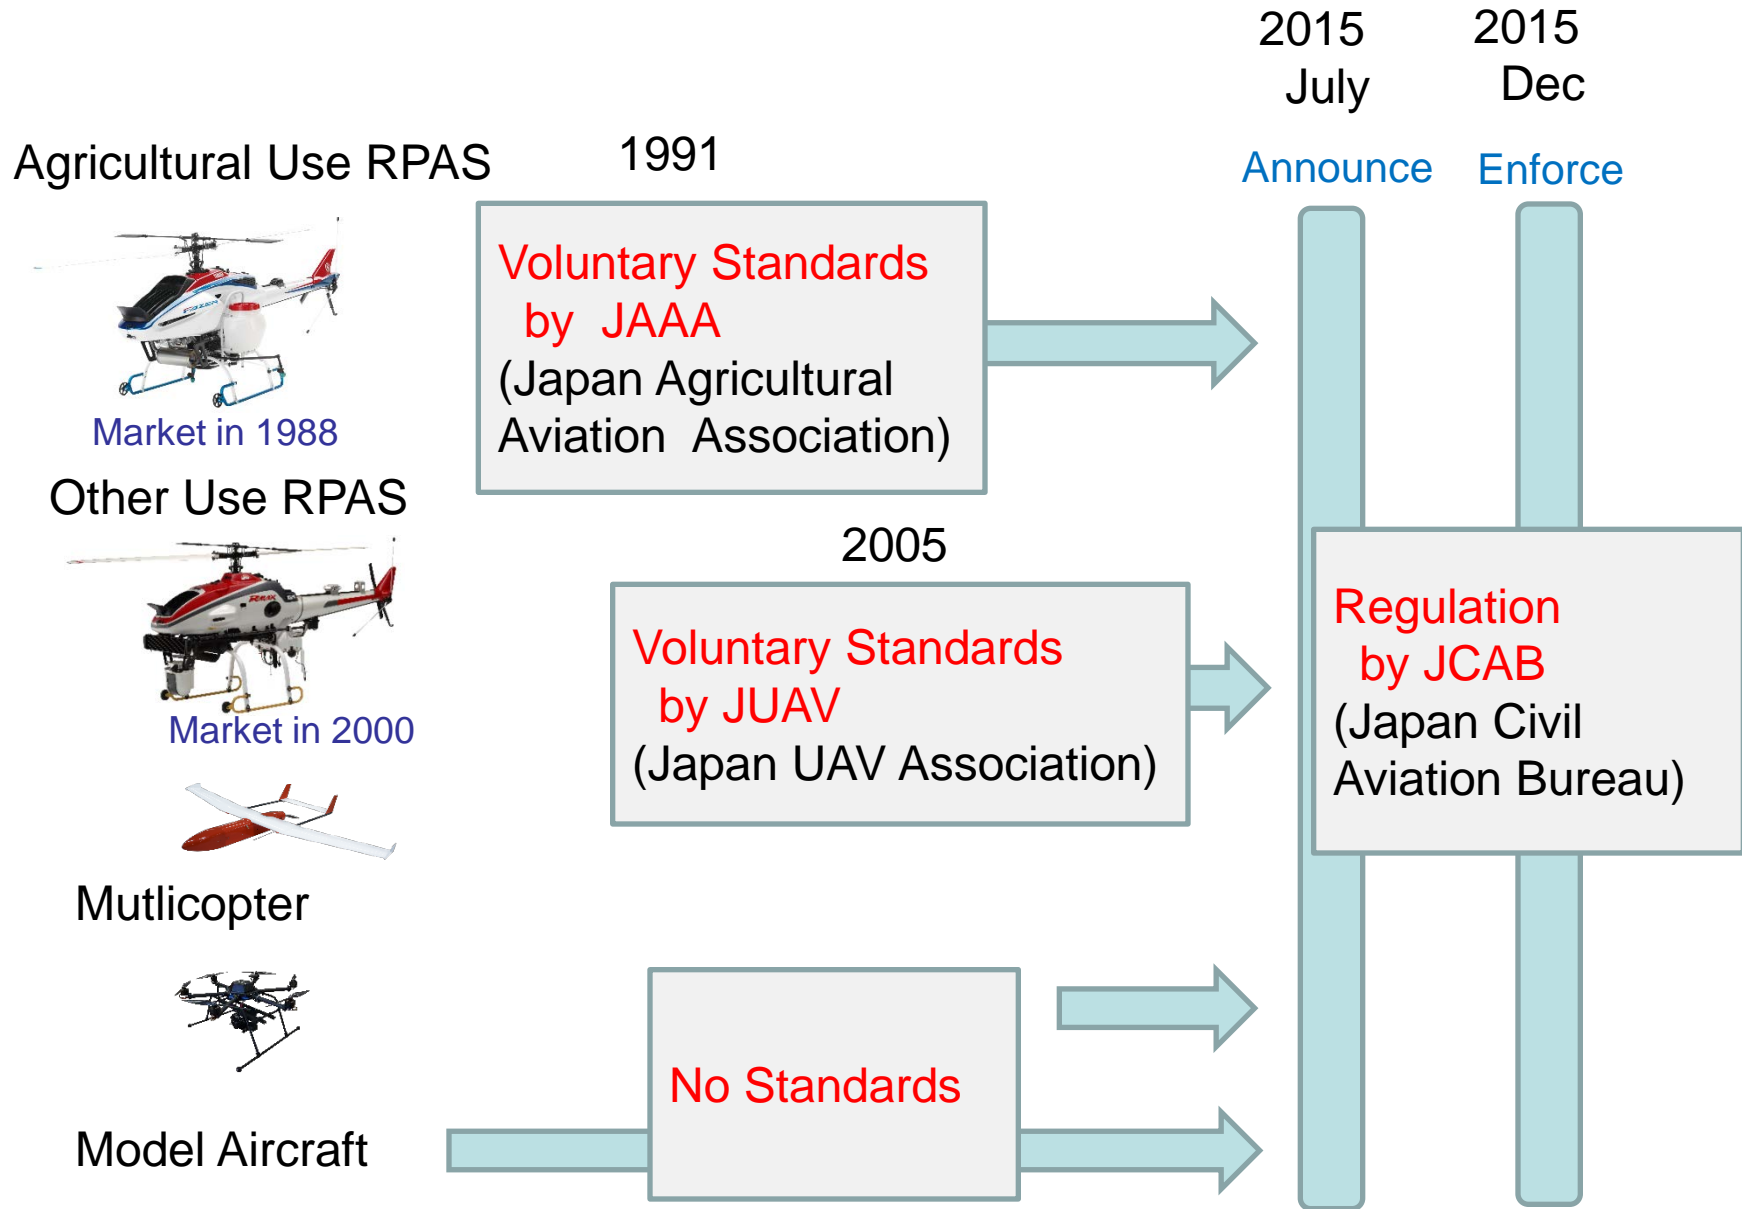 2015
July
2015
Dec
Announce
Enforce
Agricultural Use RPAS
1991
Voluntary Standards
by JAAA
(Japan Agricultural
Aviation Association)
Market in 1988
Other Use RPAS
RMAX
Market in 2000
2005
Voluntary Standards
by JUAV
(Japan UAV Association)
Regulation
by JCAB
(Japan Civil
Aviation Bureau)
Mutlicopter
No Standards
Model Aircraft